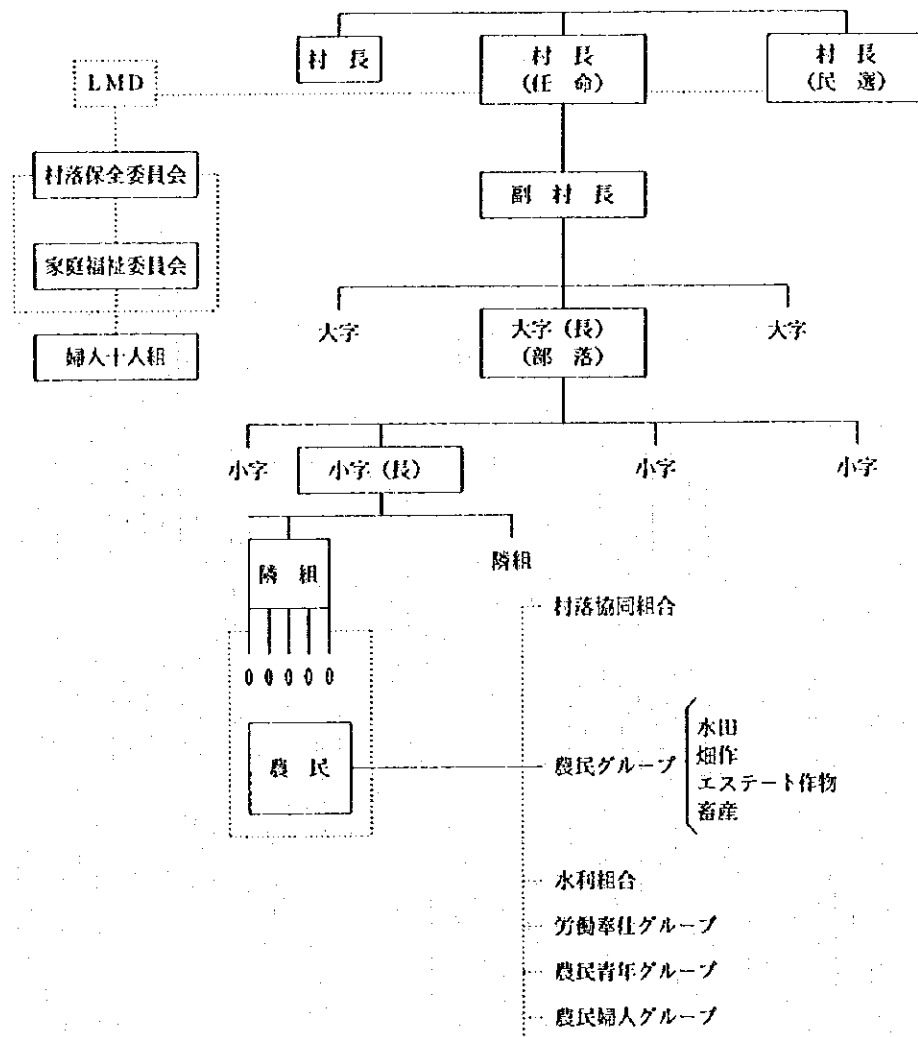 村 長
村 長
(任 命)
村 長
(民 選)
LMD
村落保全委員会
副 村 長
家庭福祉委員会
大字
大字 (長)
(部 落)
大字
婦人十人組
小字
小字 (長)
小字
小字
隣 組
隣組
村落協同組合
0 0 0 0 0
農 民
農民グループ
水田
畑作
エステート作物
畜産
水利組合
労働奉仕グループ
農民青年グループ
農民婦人グループ